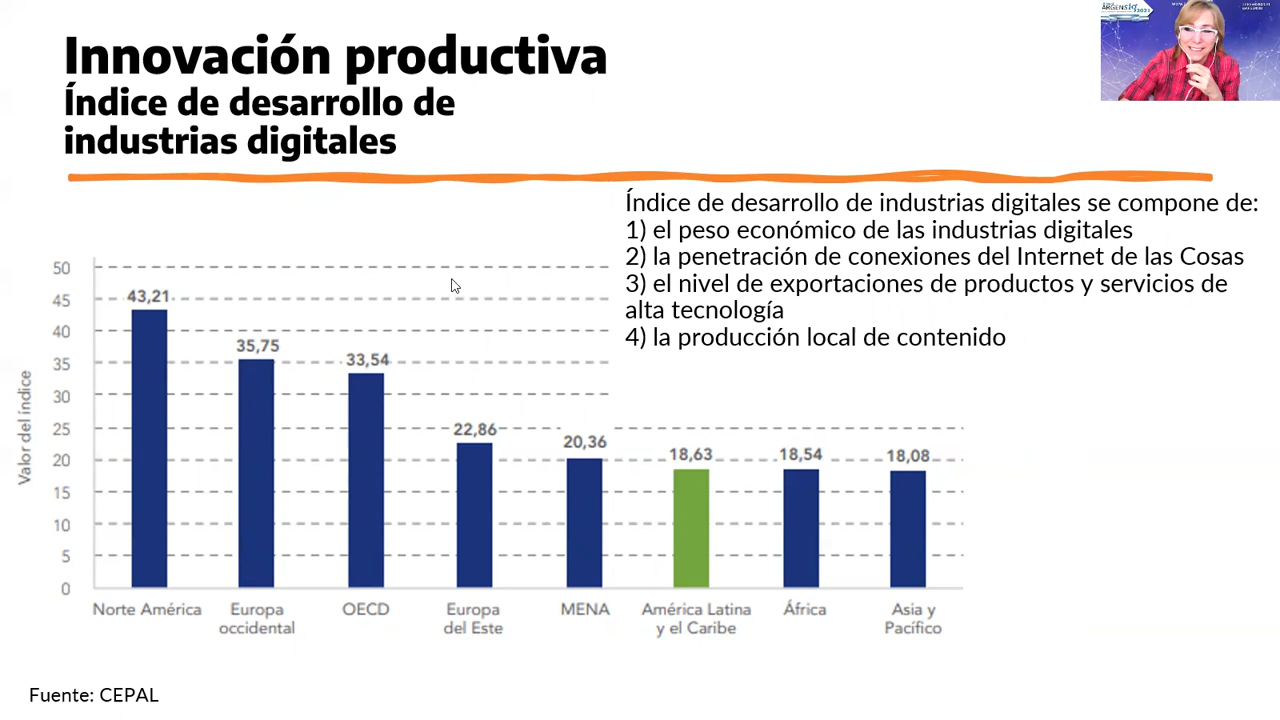 Innovación productiva
Índice de desarrollo de
industrias digitales
ARGENSIG
2021
Índice de desarrollo de industrias digitales se compone de:
1) el peso económico de las industrias digitales
2) la penetración de conexiones del Internet de las Cosas
3) el nivel de exportaciones de productos y servicios de
alta tecnología
4) la producción local de contenido
Valor del índice
50
45
40
35
30
25
20
15
10
5
0
43,21
35,75
33,54
22,86
20,36
18,63
18,54
18,08
Norte América
Europa
occidental
OECD
Europa
del Este
MENA
América Latina
y el Caribe
África
Asia y
Pacífico
Fuente: CEPAL